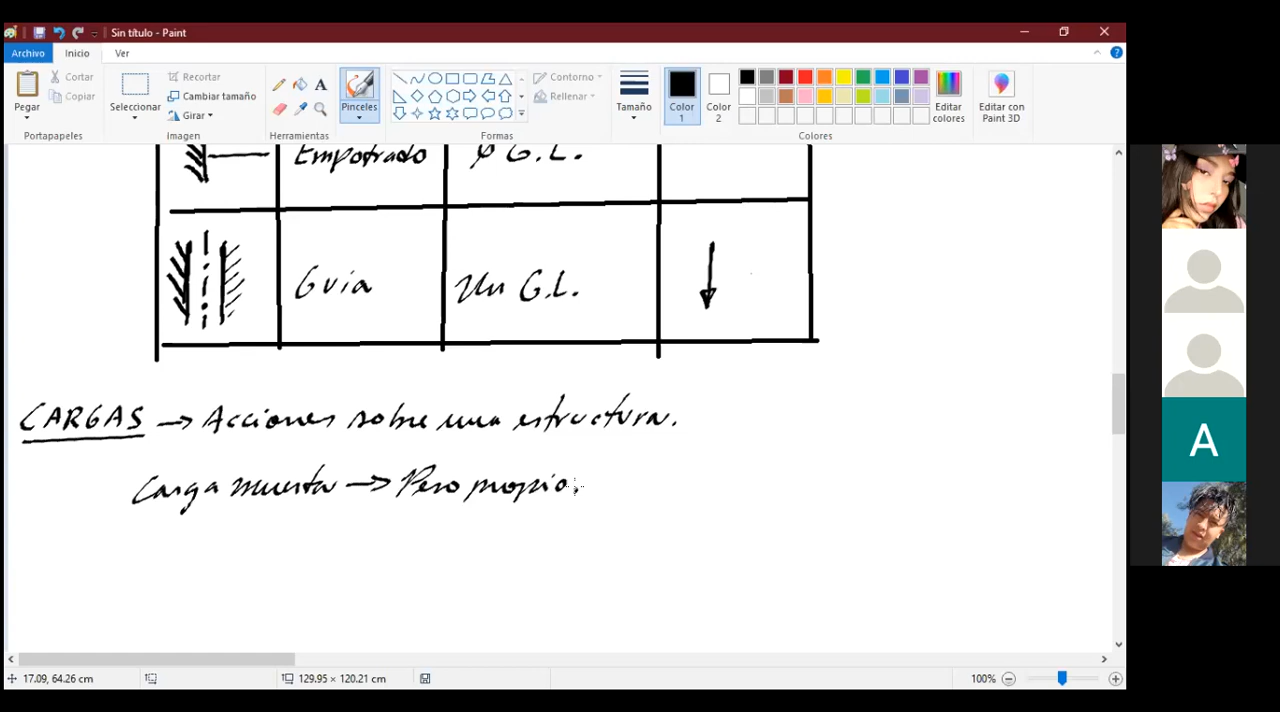 Sin título - Paint
Archivo Inicio Ver
Pegar
Cortar
Copiar
Portapapeles
Seleccionar
Recortar
Cambiar tamaño
Girar
Imagen
A
Herramientas
Pinceles
Contorno
Rellenar
Formas
Tamaño
Color 1
Color 2
Editar colores
Editar con Paint 3D
Colores
Empotrado ø G.L.
Guia Un G.L.
CARGAS → Acciones sobre una estructura.
Carga muerta → Peso propio.
A
17.09, 64.26 cm 129.95 × 120.21 cm 100%